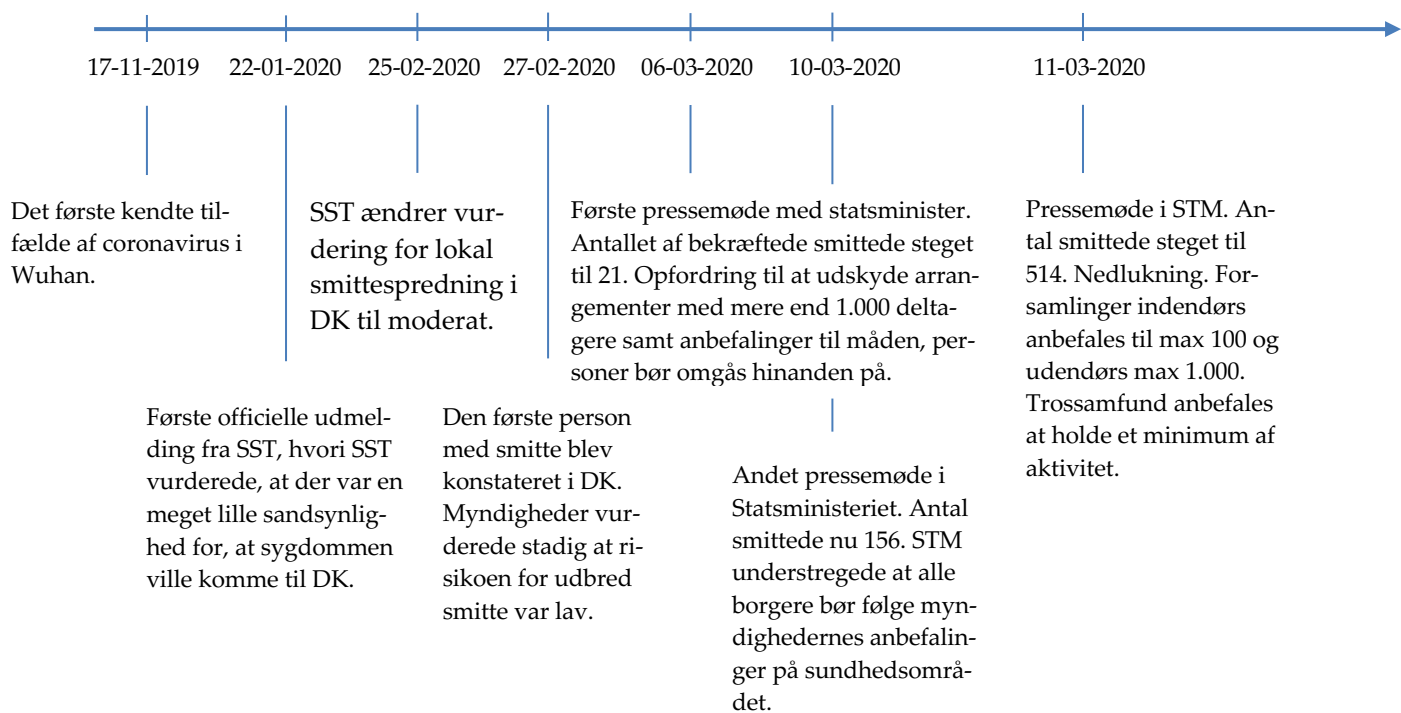 17-11-2019 22-01-2020 25-02-2020 27-02-2020 06-03-2020 10-03-2020 11-03-2020
Det første kendte til-
fælde af coronavirus i
Wuhan.
SST ændrer vur-
dering for lokal
smittespredning i
DK til moderat.
Første pressemøde med statsminister.
Antallet af bekræftede smittede steget
til 21. Opfordring til at udskyde arran-
gementer med mere end 1.000 delta-
gere samt anbefalinger til måden, per-
soner bør omgås hinanden på.
Pressemøde i STM. An-
tal smittede steget til
514. Nedlukning. For-
samlinger indendørs
anbefales til max 100 og
udendørs max 1.000.
Trossamfund anbefales
at holde et minimum af
aktivitet.
Første officielle udmel-
ding fra SST, hvori SST
vurderede, at der var en
meget lille sandsynlig-
hed for, at sygdommen
ville komme til DK.
Den første person
med smitte blev
konstateret i DK.
Myndigheder vur-
derede stadig at ri-
sikoen for udbred
smitte var lav.
Andet pressemøde i
Statsministeriet. Antal
smittede nu 156. STM
understregede at alle
borgere bør følge myn-
dighedernes anbefalin-
ger på sundhedsområ-
det.